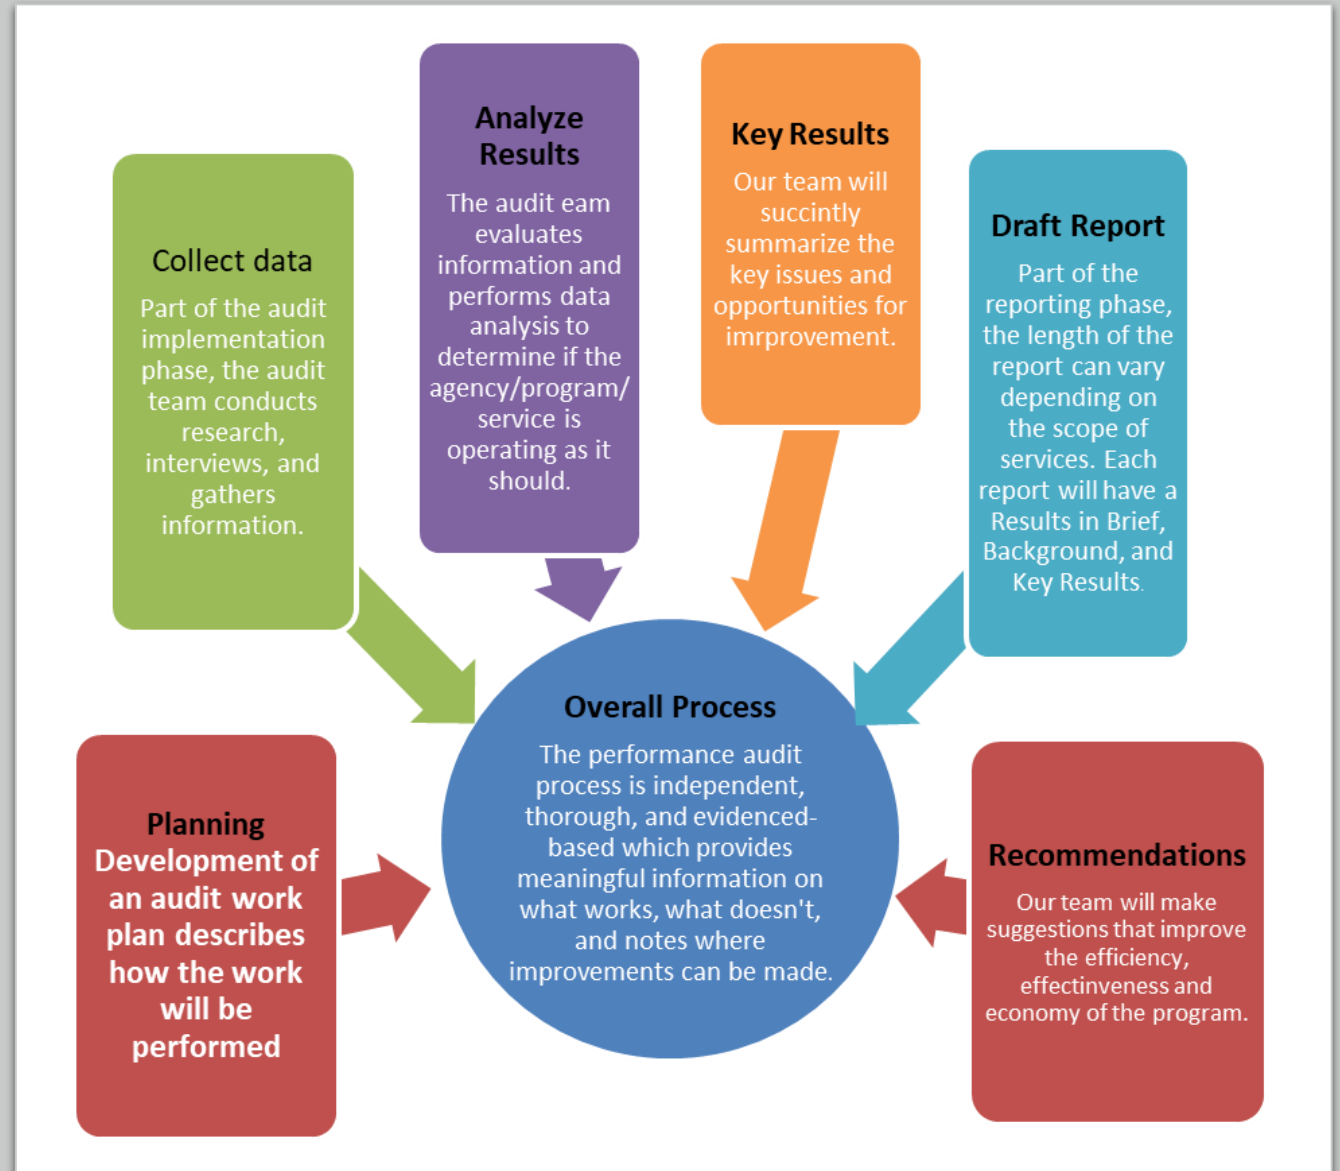 Analyze
Results
The audit eam
evaluates
information and
performs data
analysis to
determine if the
agency/program/
service is
operating as it
should.
Key Results
Our team will
succintly
summarize the
key issues and
opportunities for
imrprovement.
Collect data
Part of the audit
implementation
phase, the audit
team conducts
research,
interviews, and
gathers
information.
Draft Report
Part of the
reporting phase,
the length of the
report can vary
depending on
the scope of
services. Each
report will have a
Results in Brief,
Background, and
Key Results.
Overall Process
The performance audit
process is independent,
thorough, and evidenced-
based which provides
meaningful information on
what works, what doesn't,
and notes where
improvements can be made.
Planning
Development of
an audit work
plan describes
how the work
will be
performed
Recommendations
Our team will make
suggestions that improve
the efficiency,
effectinveness and
economy of the program.